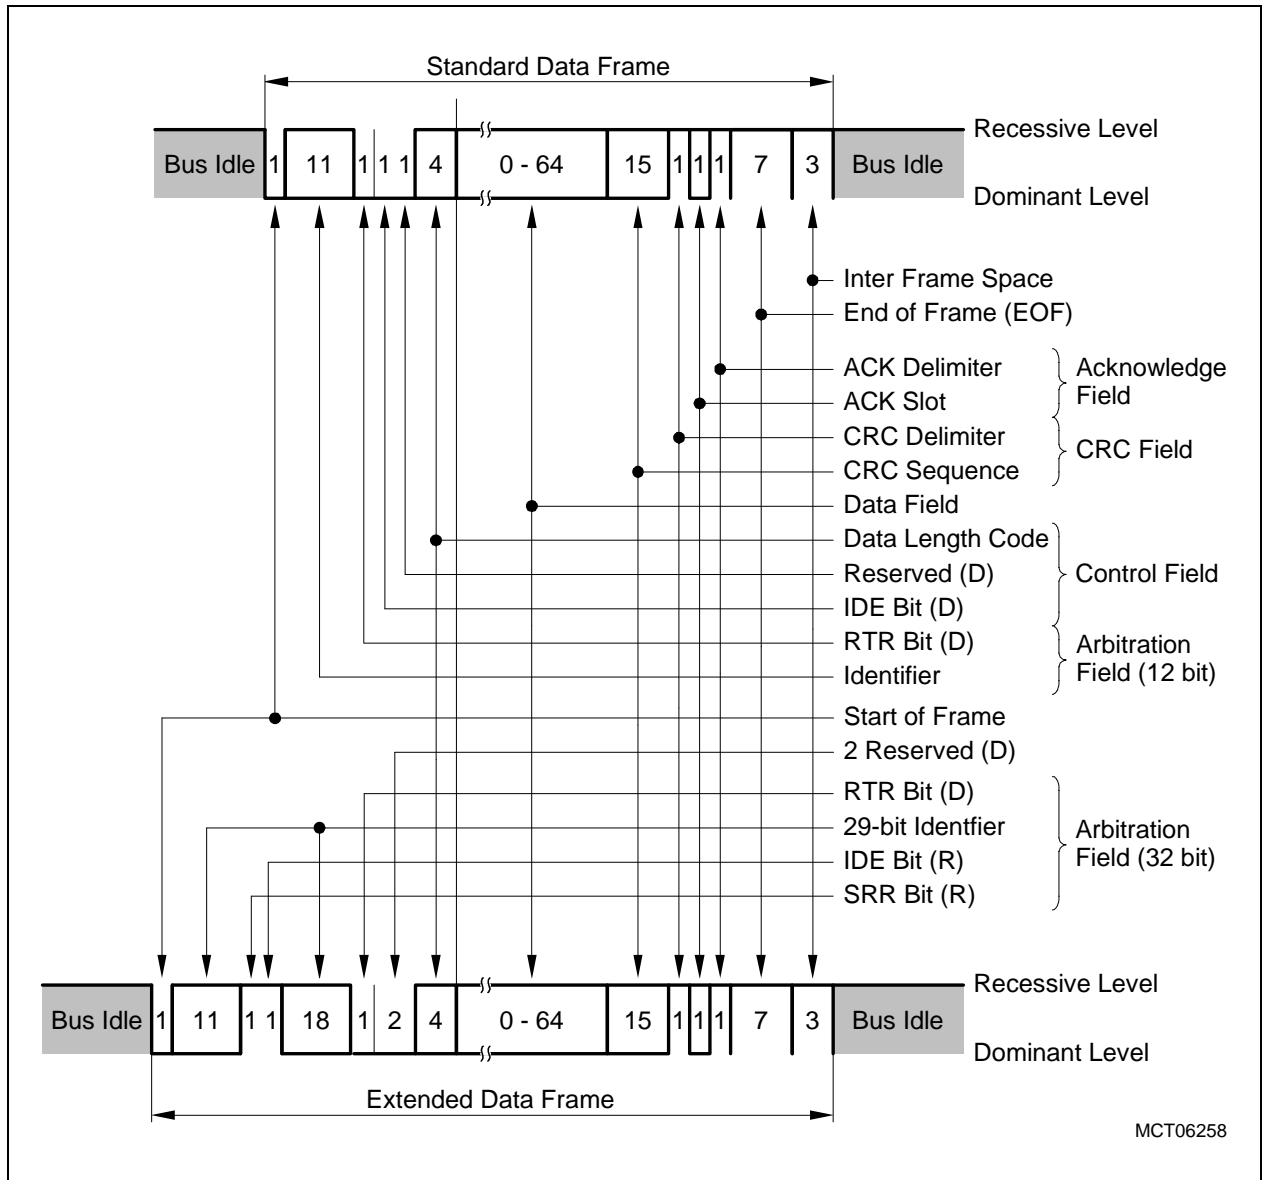 Standard Data Frame
Recessive Level
Bus Idle 1 11 1 1 1 4 0 - 64 15 1 1 1 7 3 Bus Idle
Dominant Level
Inter Frame Space
End of Frame (EOF)
ACK Delimiter
ACK Slot
Acknowledge
Field
CRC Delimiter
CRC Sequence
CRC Field
Data Field
Data Length Code
Reserved (D)
IDE Bit (D)
Control Field
RTR Bit (D)
Identifier
Arbitration
Field (12 bit)
Start of Frame
2 Reserved (D)
RTR Bit (D)
29-bit Identfier
IDE Bit (R)
SRR Bit (R)
Arbitration
Field (32 bit)
Recessive Level
Bus Idle 1 11 1 1 18 1 2 4 0 - 64 15 1 1 1 7 3 Bus Idle
Dominant Level
Extended Data Frame
MCT06258